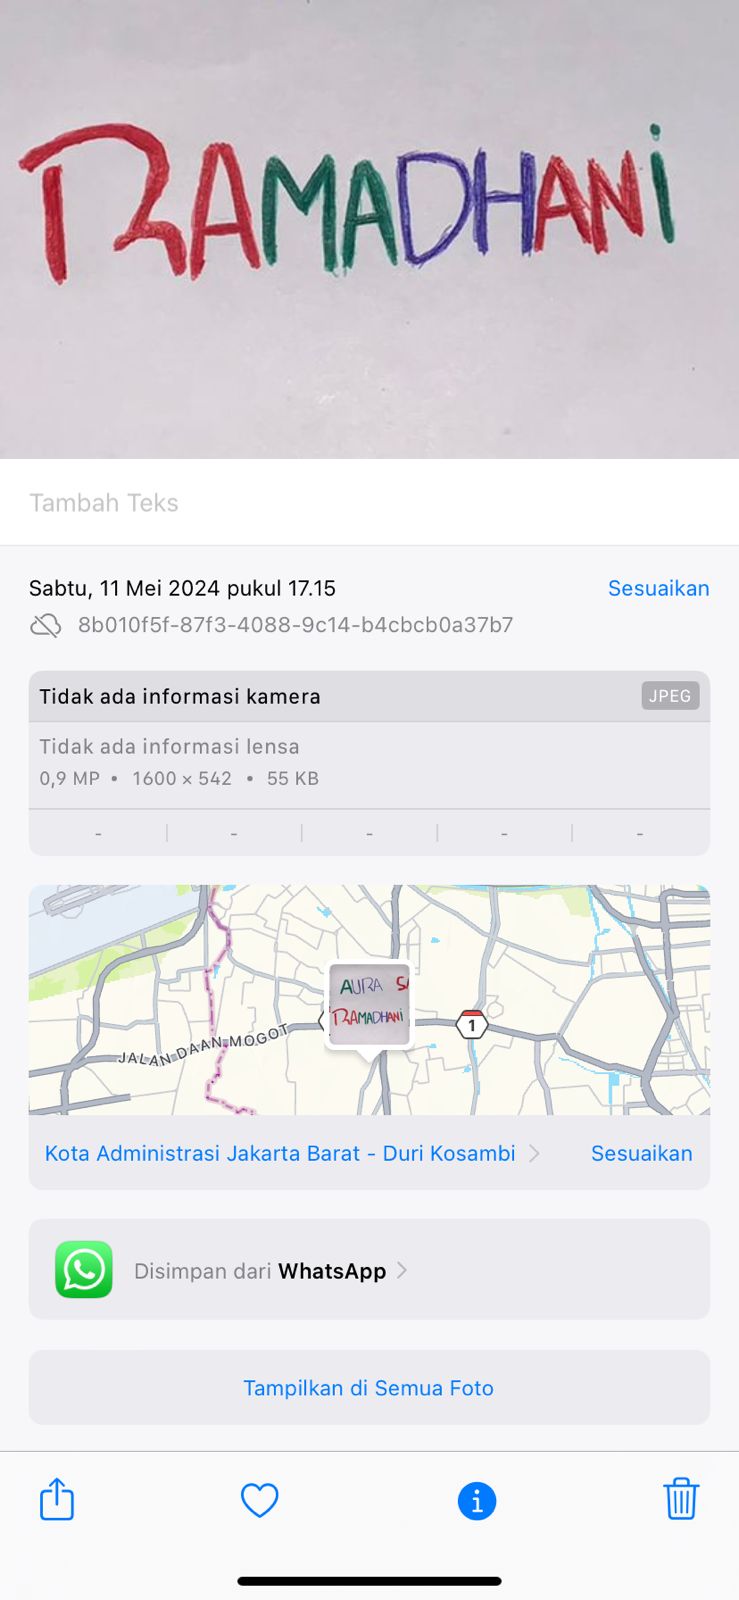 RAMADHANi
Tambah Teks
Sabtu, 11 Mei 2024 pukul 17.15
Sesuaikan
8b010f5f-87f3-4088-9c14-b4cbcb0a37b7
Tidak ada informasi kamera
JPEG
Tidak ada informasi lensa
0,9 MP • 1600 × 542 • 55 KB
- - - - -
AURA
RAMADHANi
1
JALAN DAAN MOGOT
Kota Administrasi Jakarta Barat - Duri Kosambi
Sesuaikan
Disimpan dari WhatsApp
Tampilkan di Semua Foto